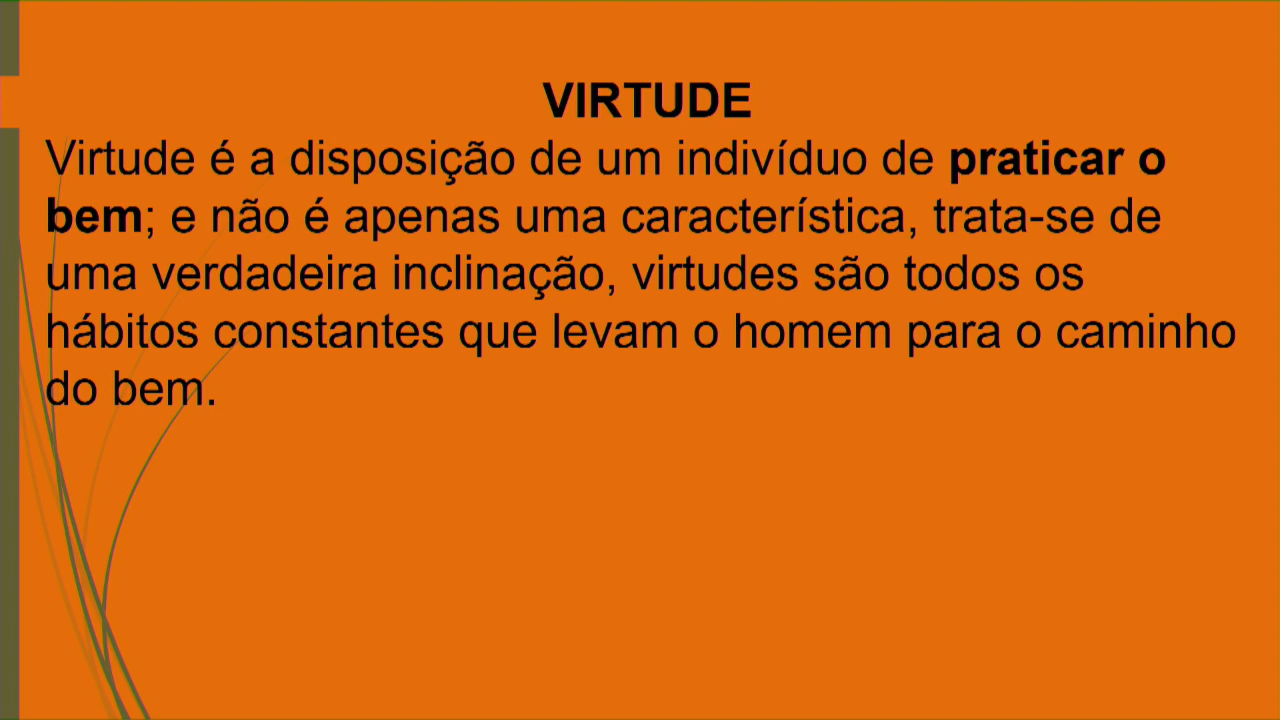 VIRTUDE
Virtude é a disposição de um indivíduo de praticar o
bem; e não é apenas uma característica, trata-se de
uma verdadeira inclinação, virtudes são todos os
hábitos constantes que levam o homem para o caminho
do bem.